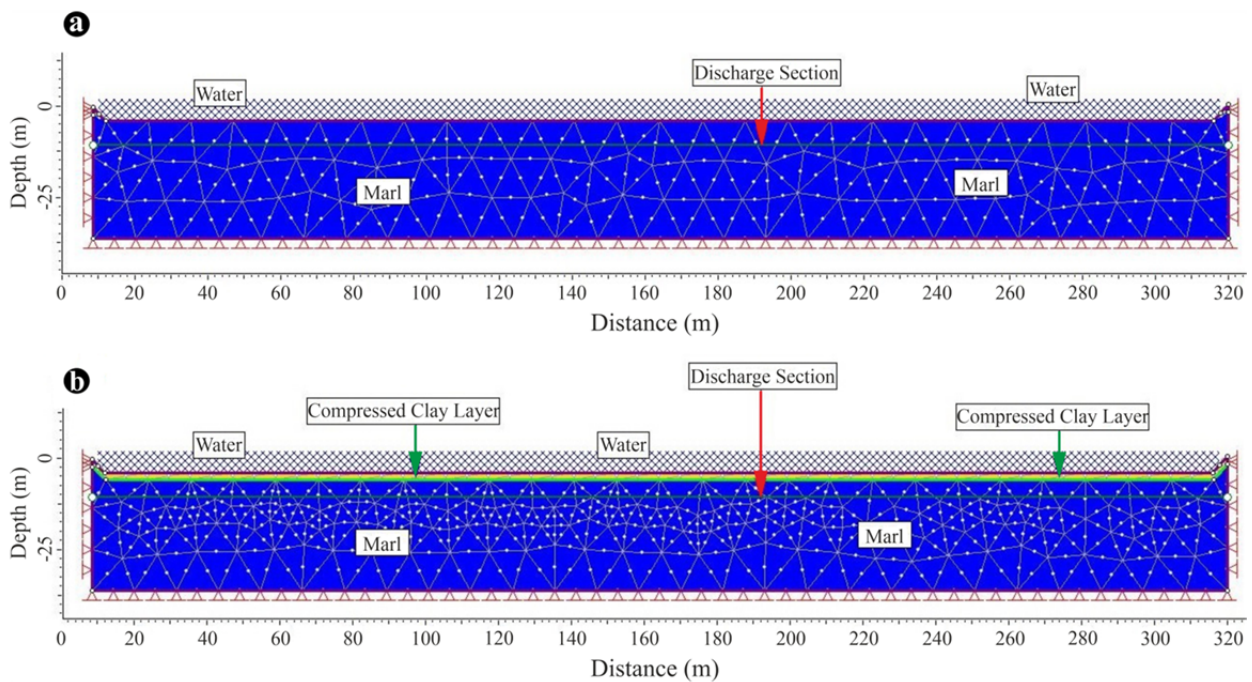 a
Discharge Section
Water
Water
0
Depth (m)
-25
Marl
Marl
0 20 40 60 80 100 120 140 160 180 200 220 240 260 280 300 320
Distance (m)
b
Discharge Section
Compressed Clay Layer
Compressed Clay Layer
Water
Water
0
Depth (m)
-25
Marl
Marl
0 20 40 60 80 100 120 140 160 180 200 220 240 260 280 300 320
Distance (m)